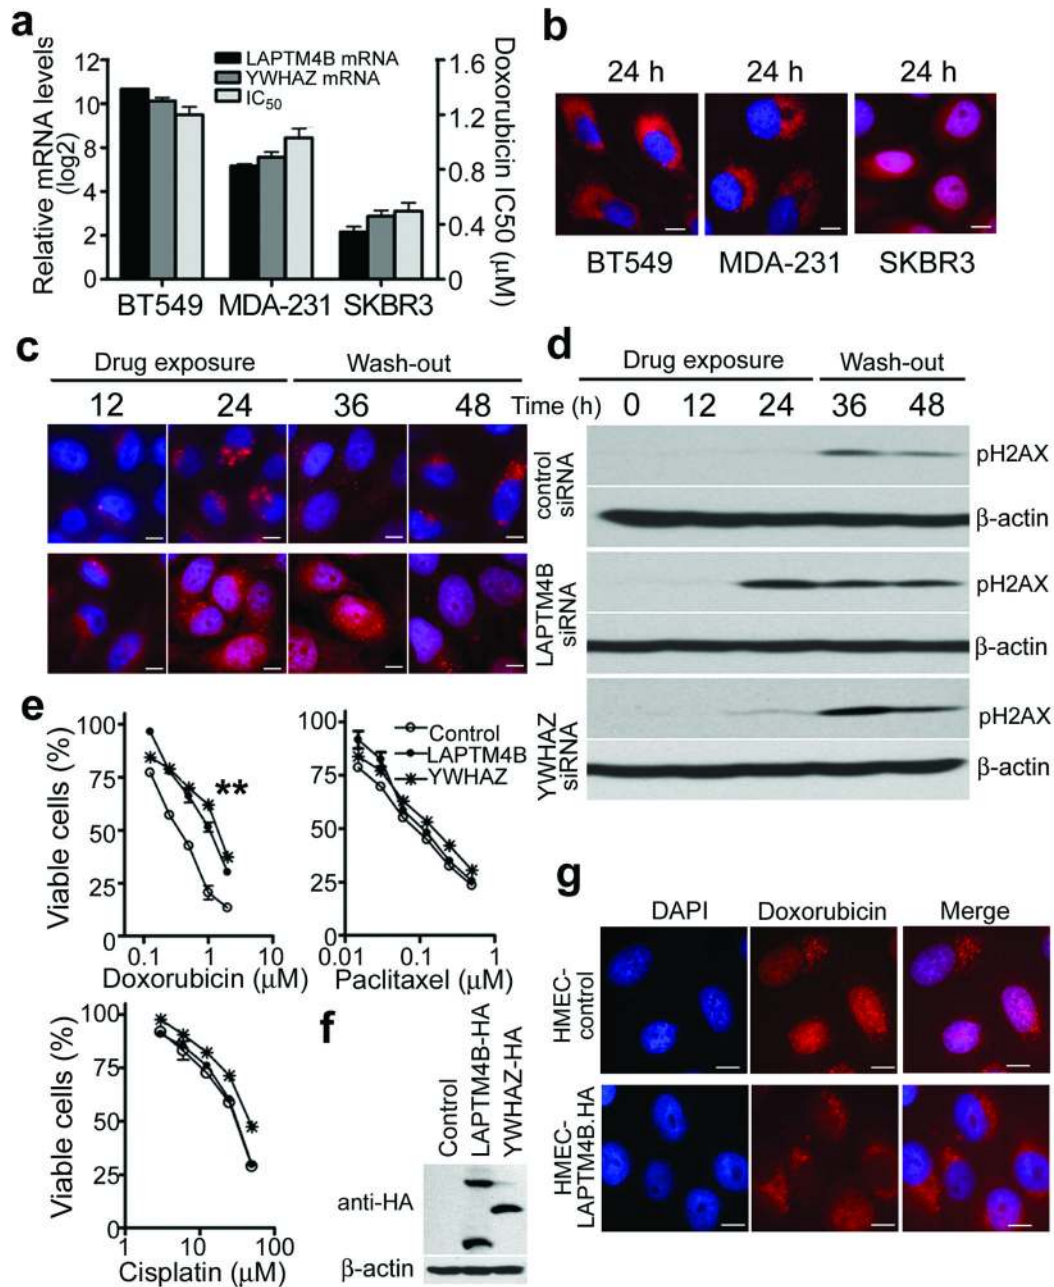 a
Relative mRNA levels
(log2)
12
10
8
4
2
0
LAPTM4B mRNA
YWHAZ mRNA
IC50
1.6
1.2
0.8
0.4
0
Doxorubicin IC50 (μM)
BT549 MDA-231 SKBR3
b
24 h 24 h 24 h
BT549 MDA-231 SKBR3
c
Drug exposure Wash-out
12 24 36 48
d
Drug exposure Wash-out
Time (h) 0 12 24 36 48
control
siRNA
pH2AX
β-actin
LAPTM4B
siRNA
pH2AX
β-actin
YWHAZ
siRNA
pH2AX
β-actin
e
Viable cells (%)
100
75
50
25
0
**
0.1 1 10
Doxorubicin (μM)
100
75
50
25
0
Control
LAPTM4B
YWHAZ
0.01 0.1 1
Paclitaxel (μM)
Viable cells (%)
100
75
50
25
0
1 10 100
Cisplatin (μM)
f
Control
LAPTM4B-HA
YWHAZ-HA
anti-HA
β-actin
g
DAPI Doxorubicin Merge
HMEC-
control
HMEC-
LAPTM4B.HA